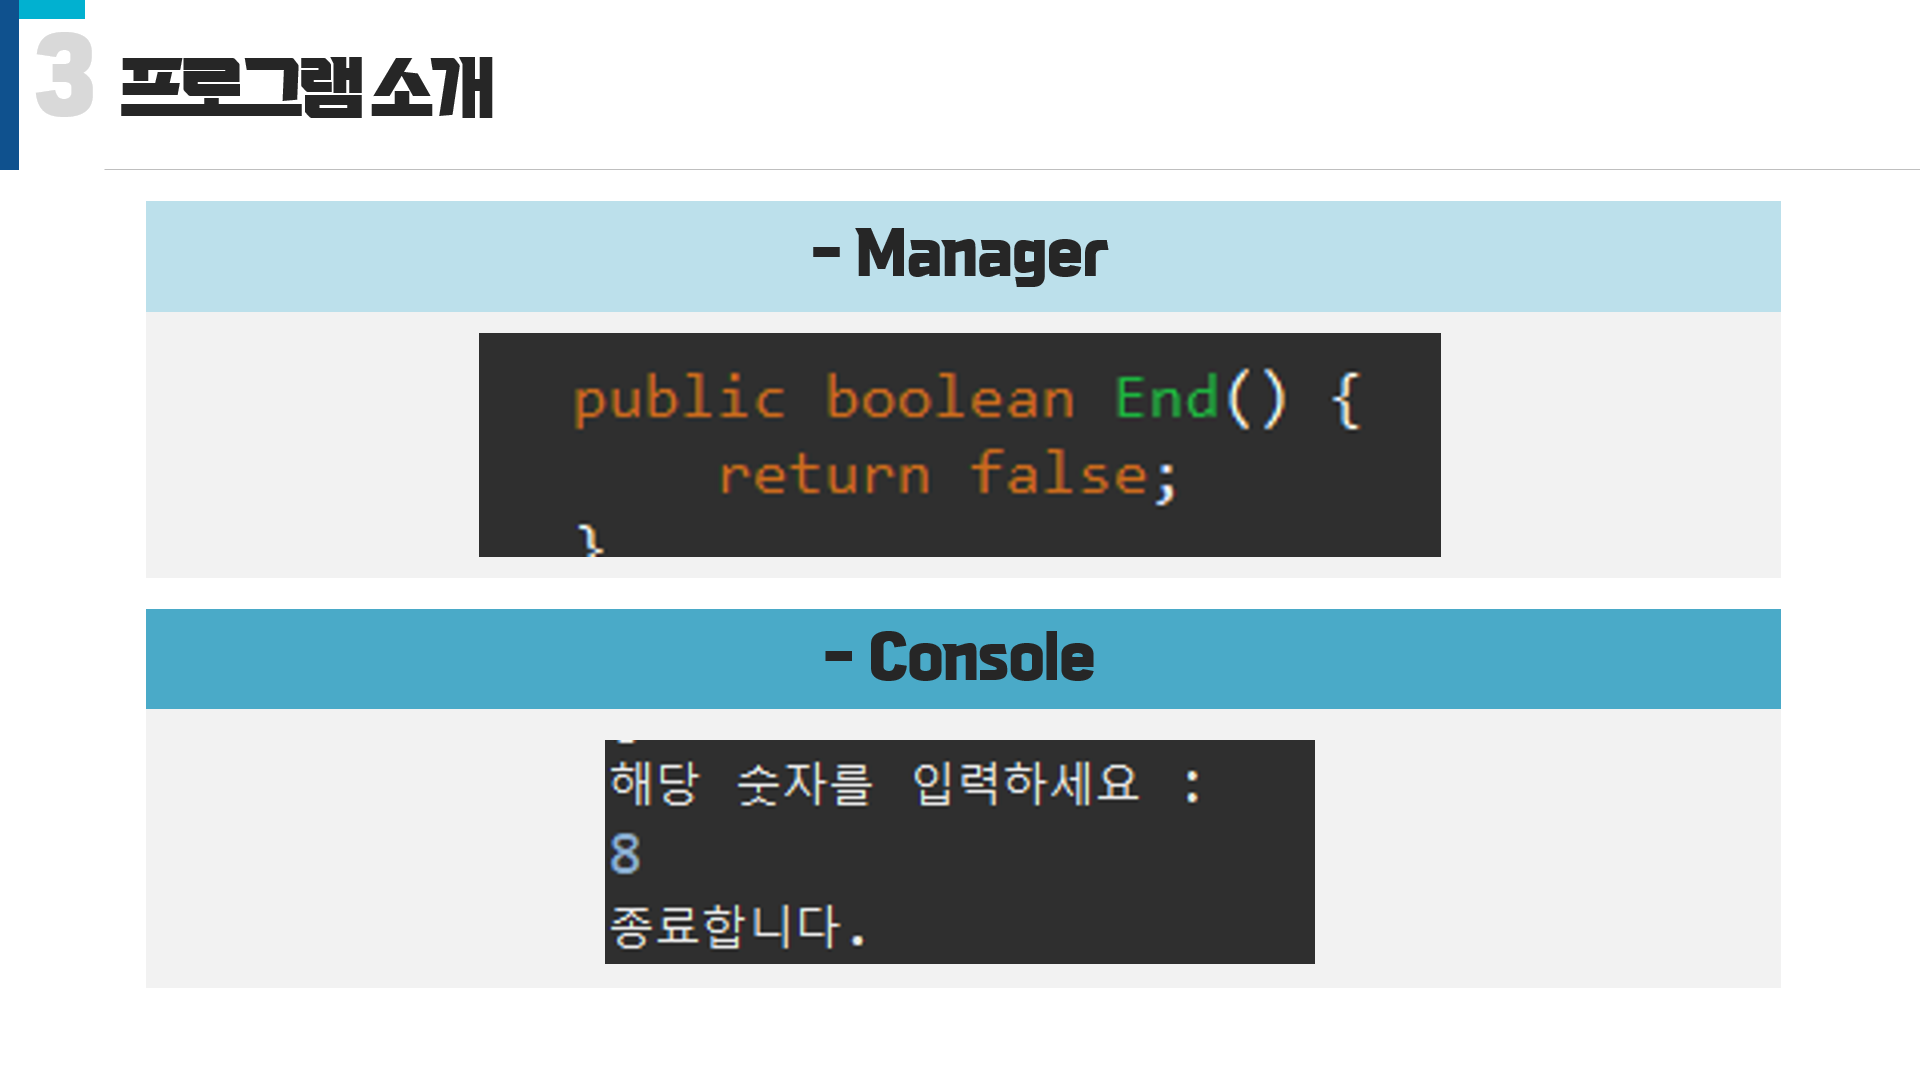 3 프로그램 소개
- Manager
public boolean End() {
return false;
}
- Console
해당 숫자를 입력하세요 :
8
종료합니다.